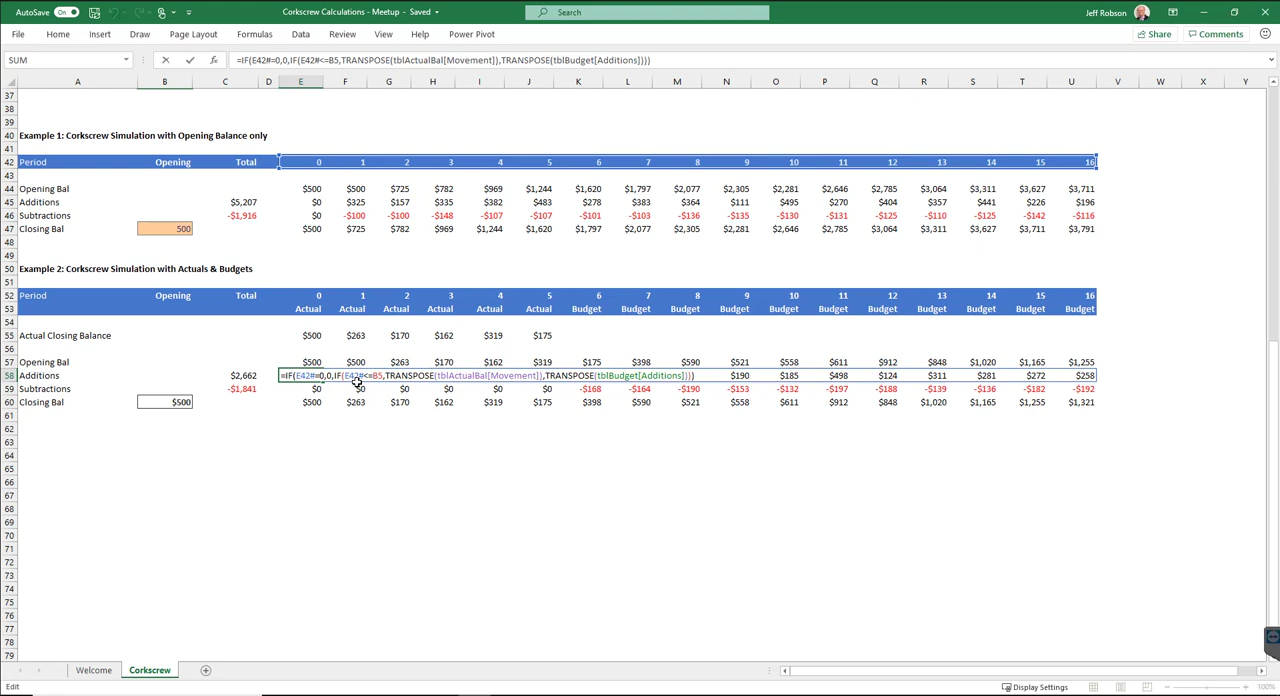 AutoSave On Corkscrew Calculations - Meetup - Saved Search Jeff Robson
File Home Insert Draw Page Layout Formulas Data Review View Help Power Pivot Share Comments
SUM fx =IF(E42#=0,0,IF(E42#<=B5,TRANSPOSE(tblActualBal[Movement]),TRANSPOSE(tblBudget[Additions])))
A B C D E F G H I J K L M N O P Q R S T U V W X Y
37
38
39
40 Example 1: Corkscrew Simulation with Opening Balance only
41
42 Period Opening Total 0 1 2 3 4 5 6 7 8 9 10 11 12 13 14 15 16
43
44 Opening Bal $500 $500 $725 $782 $969 $1,244 $1,620 $1,797 $2,077 $2,305 $2,281 $2,646 $2,785 $3,064 $3,311 $3,627 $3,711
45 Additions $5,207 $0 $325 $157 $335 $382 $483 $278 $383 $364 $111 $495 $270 $404 $357 $441 $226 $196
46 Subtractions -$1,916 $0 -$100 -$100 -$148 -$107 -$107 -$101 -$103 -$136 -$135 -$130 -$131 -$125 -$110 -$125 -$142 -$116
47 Closing Bal 500 $500 $725 $782 $969 $1,244 $1,620 $1,797 $2,077 $2,305 $2,281 $2,646 $2,785 $3,064 $3,311 $3,627 $3,711 $3,791
48
49
50 Example 2: Corkscrew Simulation with Actuals & Budgets
51
52 Period Opening Total 0 1 2 3 4 5 6 7 8 9 10 11 12 13 14 15 16
53 Actual Actual Actual Actual Actual Actual Budget Budget Budget Budget Budget Budget Budget Budget Budget Budget Budget
54
55 Actual Closing Balance $500 $263 $170 $162 $319 $175
56
57 Opening Bal $500 $500 $263 $170 $162 $319 $175 $398 $590 $521 $558 $611 $912 $848 $1,020 $1,165 $1,255
58 Additions $2,662 =IF(E42#=0,0,IF(E42#<=B5,TRANSPOSE(tblActualBal[Movement]),TRANSPOSE(tblBudget[Additions]))) $190 $185 $498 $124 $311 $281 $272 $258
59 Subtractions -$1,841 $0 $0 $0 $0 $0 $0 -$168 -$164 -$190 -$153 -$132 -$197 -$188 -$139 -$136 -$182 -$192
60 Closing Bal $500 $500 $263 $170 $162 $319 $175 $398 $590 $521 $558 $611 $912 $848 $1,020 $1,165 $1,255 $1,321
61
62
63
64
65
66
67
68
69
70
71
72
73
74
75
76
77
78
79
Welcome Corkscrew
Edit Display Settings 100%